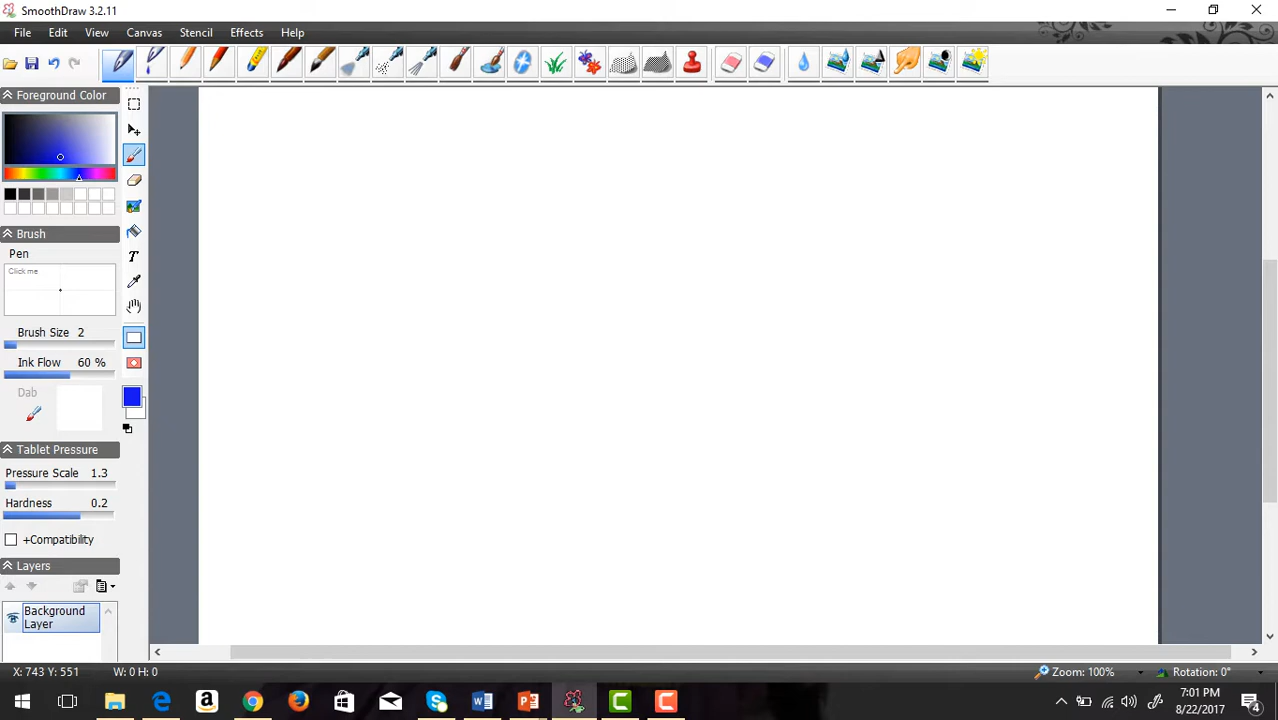 SmoothDraw 3.2.11
File Edit View Canvas Stencil Effects Help
Foreground Color
Brush
Pen
Click me
Brush Size 2
Ink Flow 60 %
Dab
Tablet Pressure
Pressure Scale 1.3
Hardness 0.2
+Compatibility
Layers
Background
Layer
X: 743 Y: 551 W: 0 H: 0 Zoom: 100% Rotation: 0°
7:01 PM
8/22/2017
4